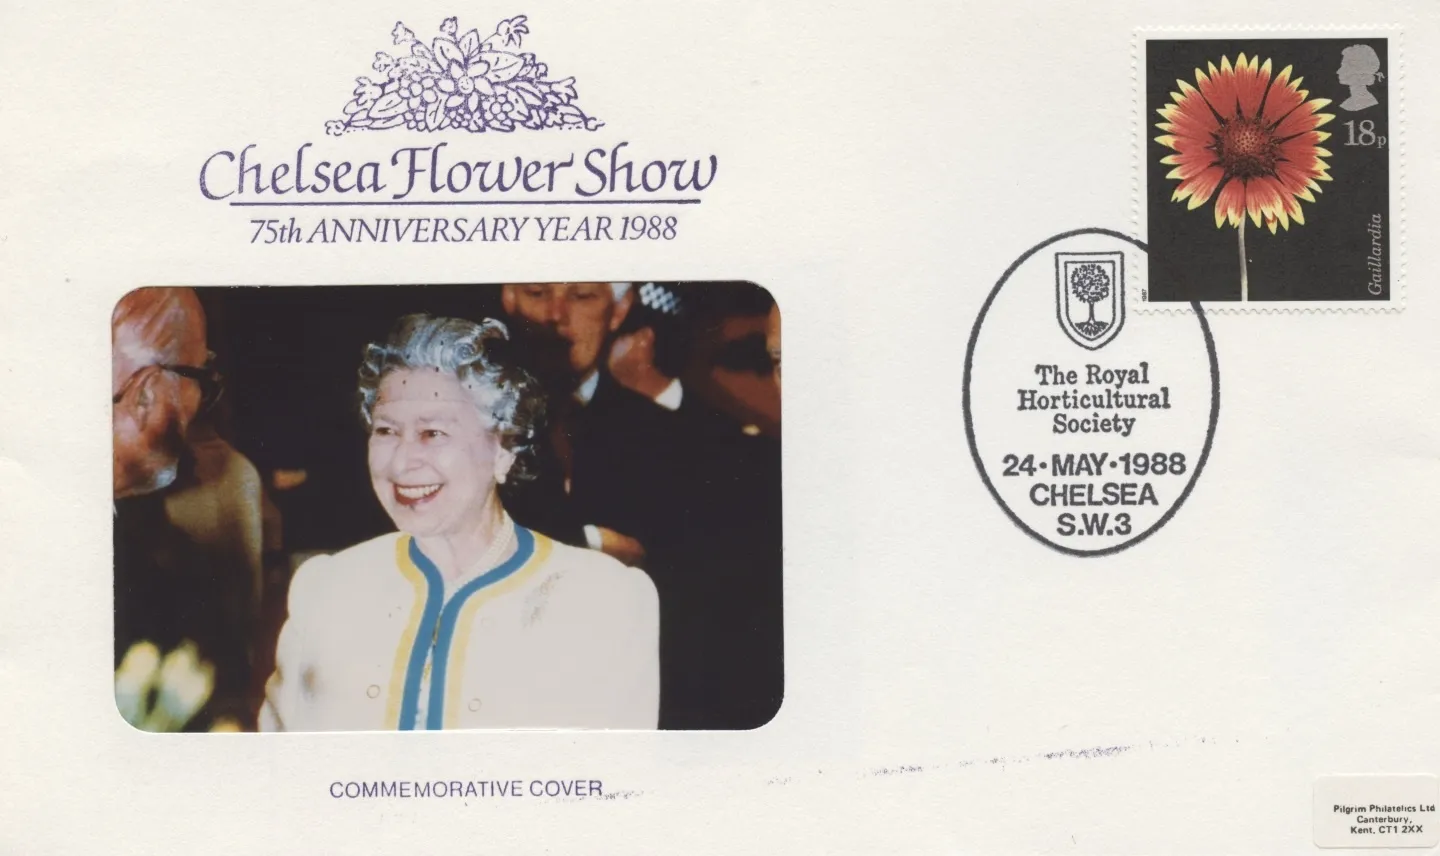 Chelsea Flower Show
75th ANNIVERSARY YEAR 1988
18p
Gaillardia
1987
The Royal
Horticultural
Society
24·MAY·1988
CHELSEA
S.W.3
COMMEMORATIVE COVER
Pilgrim Philatelics Ltd
Canterbury,
Kent, CT1 2XX